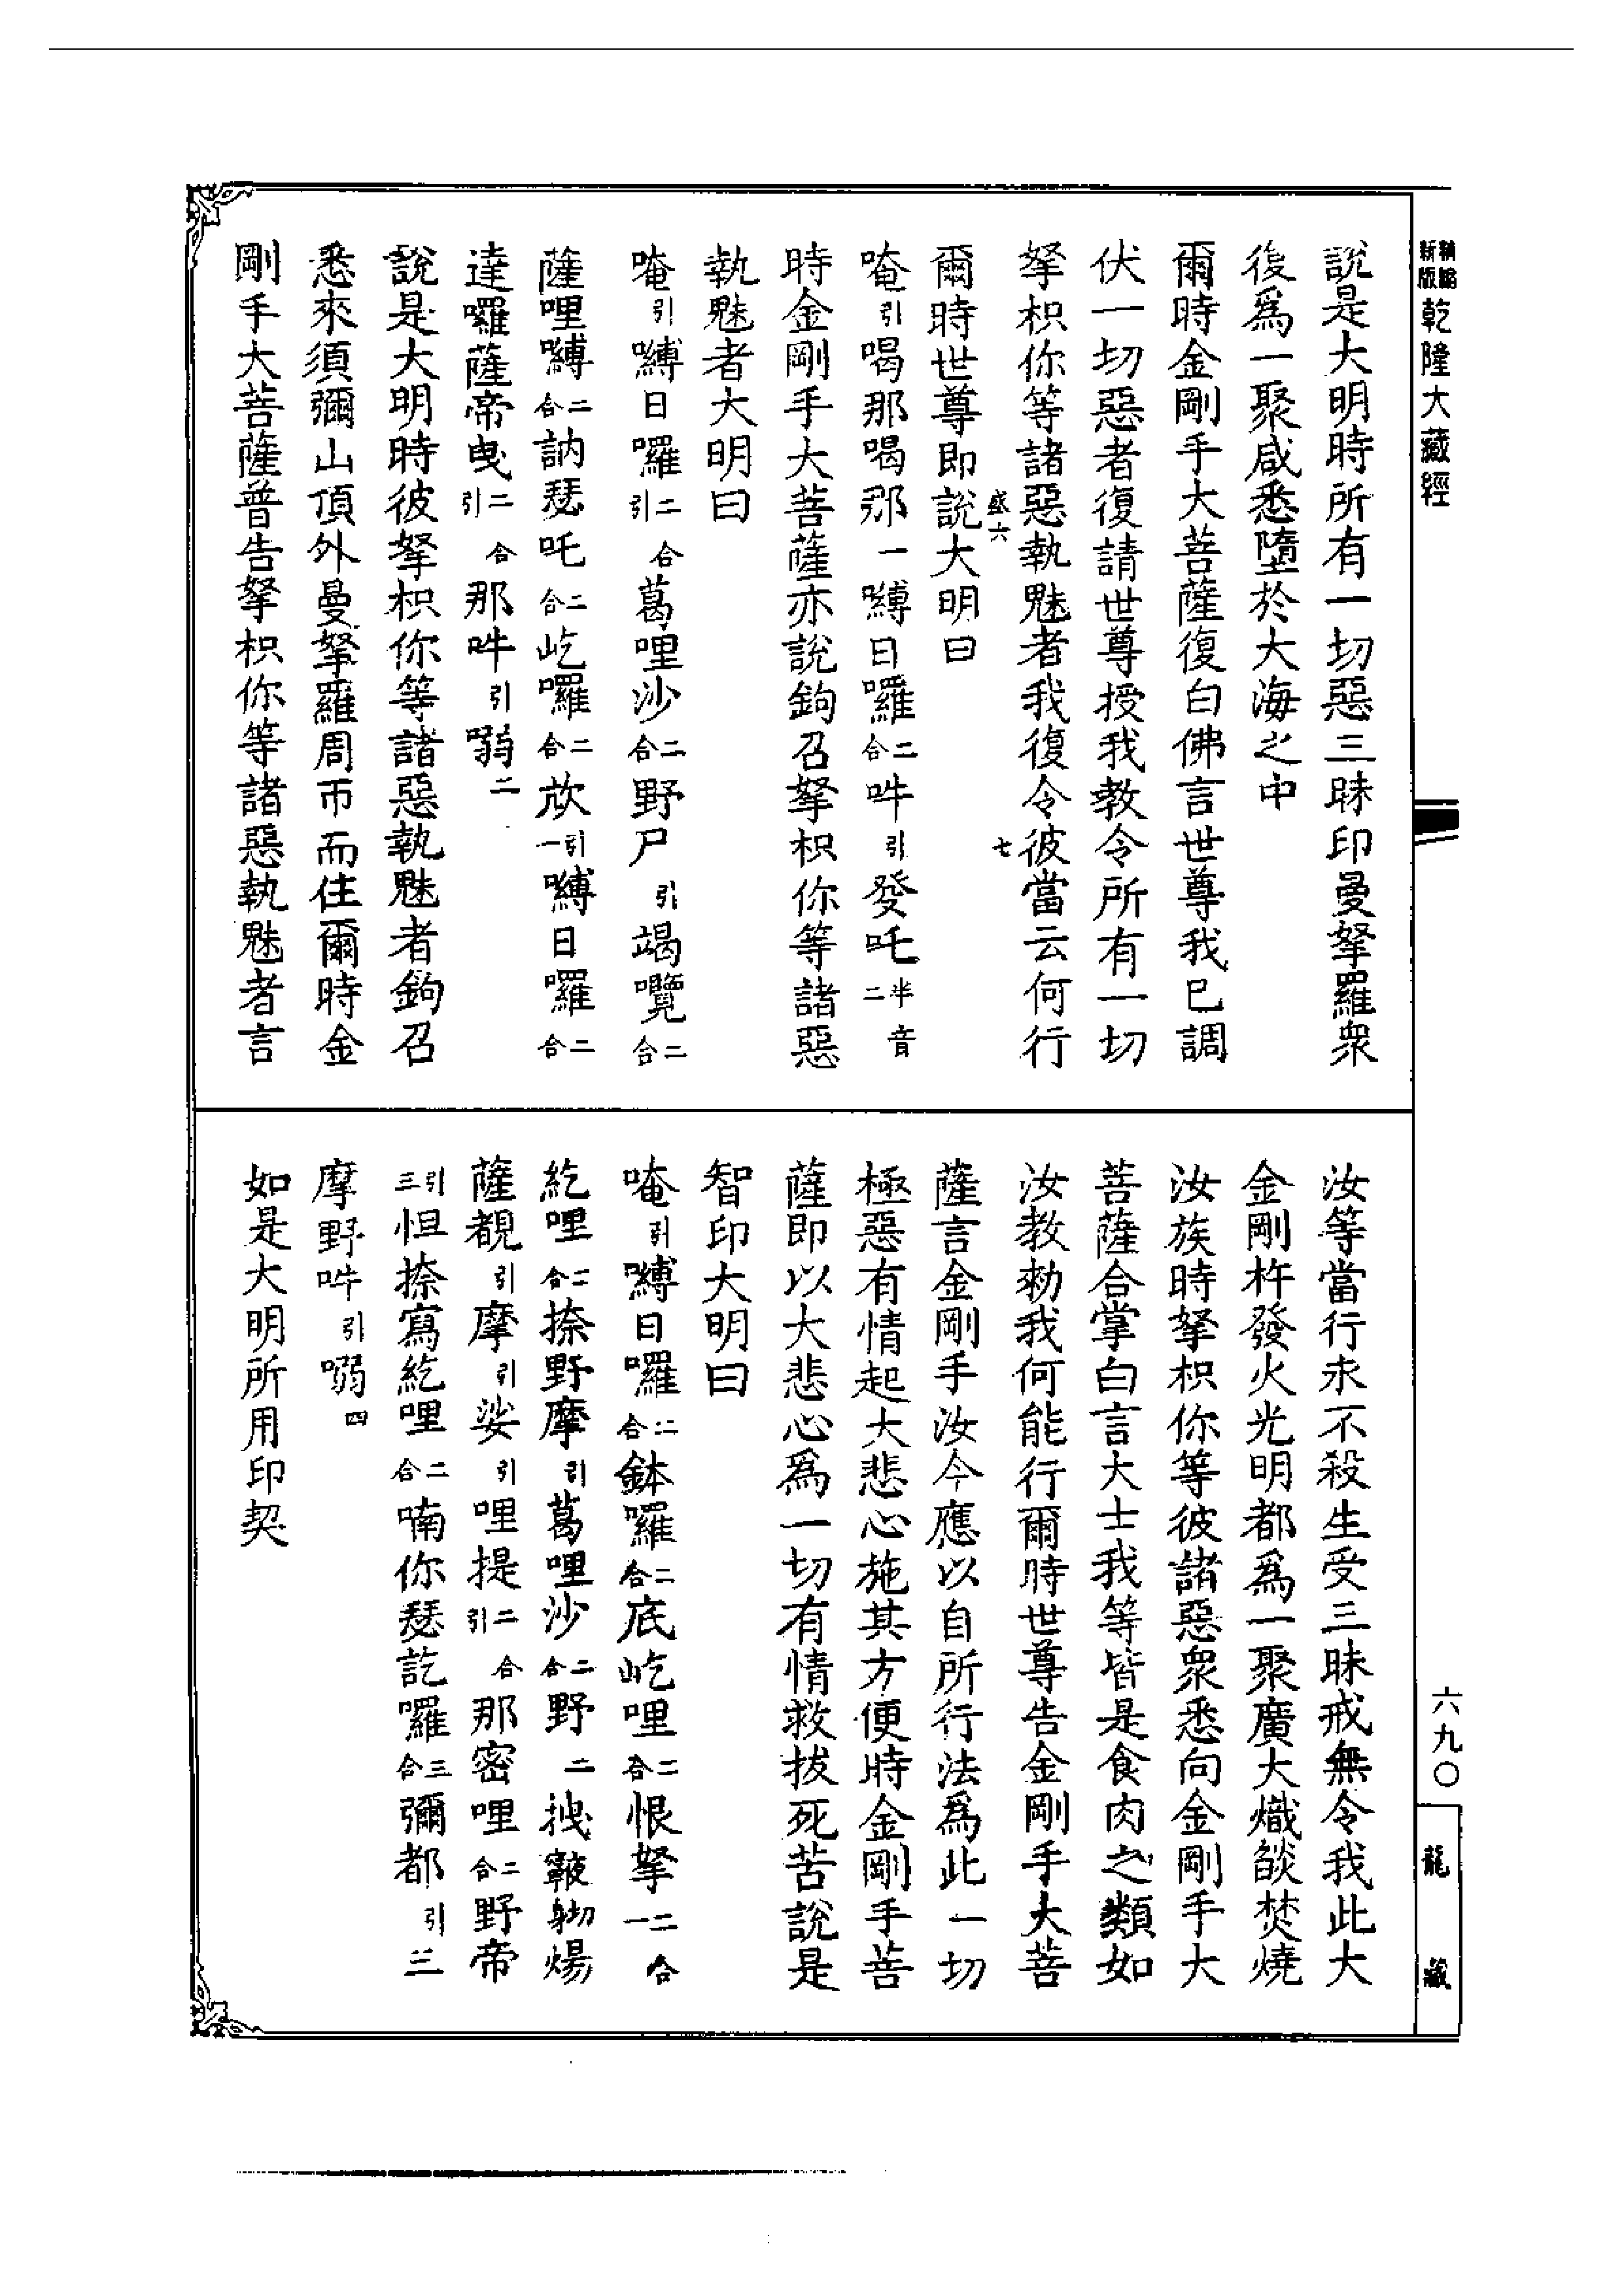 新版精縮乾隆大藏經
說是大明時所有一切惡三昧印曼拏羅衆
後爲一聚咸悉墮於大海之中
爾時金剛手大菩薩復白佛言世尊我已調
伏一切惡者復請世尊授我教令所有一切
拏枳你等諸惡執魅者我復令彼當云何行
盛六 七
爾時世尊即說大明曰
唵引喝那喝那一嚩日囉二合吽引發吒半音二
時金剛手大菩薩亦說鉤召拏枳你等諸惡
執魅者大明曰
唵引嚩日囉二合引葛哩沙二合野尸引竭嚂二合
薩哩嚩二合訥瑟吒二合屹囉二合㰠引一嚩日囉二合
達囉薩帝曳二合引那吽引嗍二
說是大明時彼拏枳你等諸惡執魅者鉤召
悉來須彌山頂外曼拏羅周帀而住爾時金
剛手大菩薩普告拏枳你等諸惡執魅者言
汝等當行永不殺生受三昧戒無令我此大
金剛杵發火光明都爲一聚廣大熾燄焚燒
汝族時拏枳你等彼諸惡衆悉向金剛手大
菩薩合掌白言大士我等皆是食肉之類如
汝教勑我何能行爾時世尊告金剛手大菩
薩言金剛手汝今應以自所行法爲此一切
極惡有情起大悲心施其方便時金剛手菩
薩即以大悲心爲一切有情救拔死苦說是
智印大明曰
唵引嚩日囉二合鉢囉二合底屹哩二合恨拏二合一
紇哩二合捺野摩引葛哩沙二合野二拽䉛切身煬
薩覩引摩引娑引哩提二合引那密哩二合野帝
引三怛捺寫紇哩二合喃你瑟訖囉三合彌都引三
摩野吽引嗍四
如是大明所用印契
六九〇
龍藏